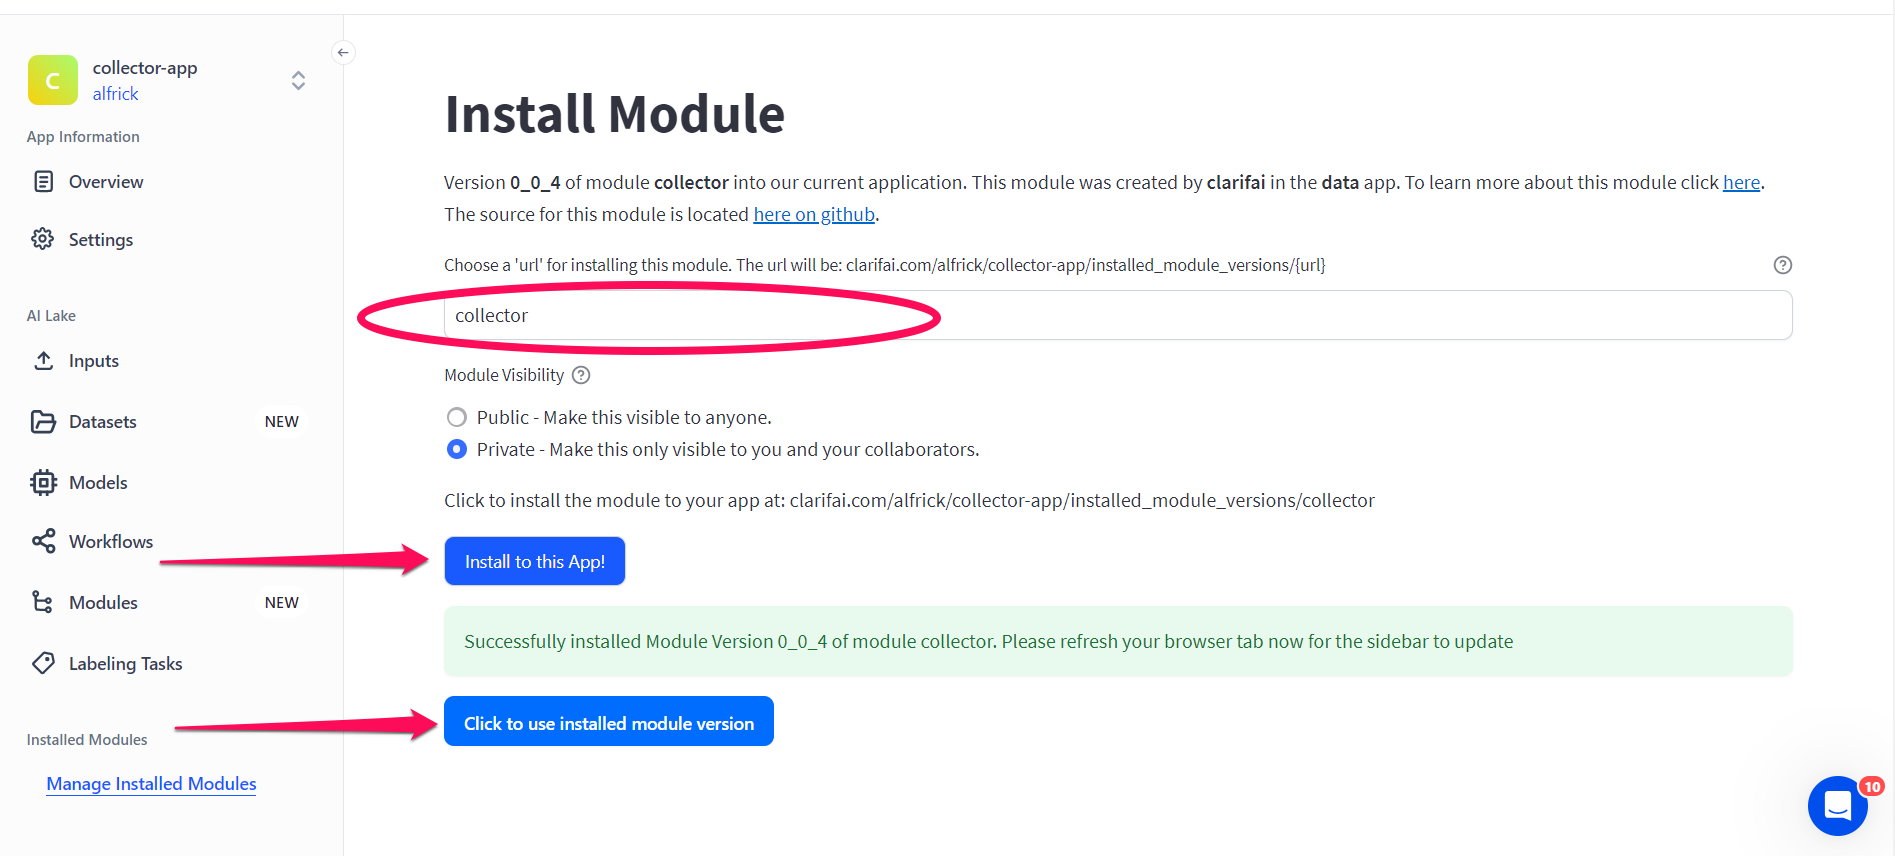 C
collector-app
alfrick
App Information
Overview
Settings
AI Lake
Inputs
Datasets NEW
Models
Workflows
Modules NEW
Labeling Tasks
Installed Modules
Manage Installed Modules
Install Module
Version 0_0_4 of module collector into our current application. This module was created by clarifai in the data app. To learn more about this module click here.
The source for this module is located here on github.
Choose a 'url' for installing this module. The url will be: clarifai.com/alfrick/collector-app/installed_module_versions/{url}
collector
Module Visibility
Public - Make this visible to anyone.
Private - Make this only visible to you and your collaborators.
Click to install the module to your app at: clarifai.com/alfrick/collector-app/installed_module_versions/collector
Install to this App!
Successfully installed Module Version 0_0_4 of module collector. Please refresh your browser tab now for the sidebar to update
Click to use installed module version
10